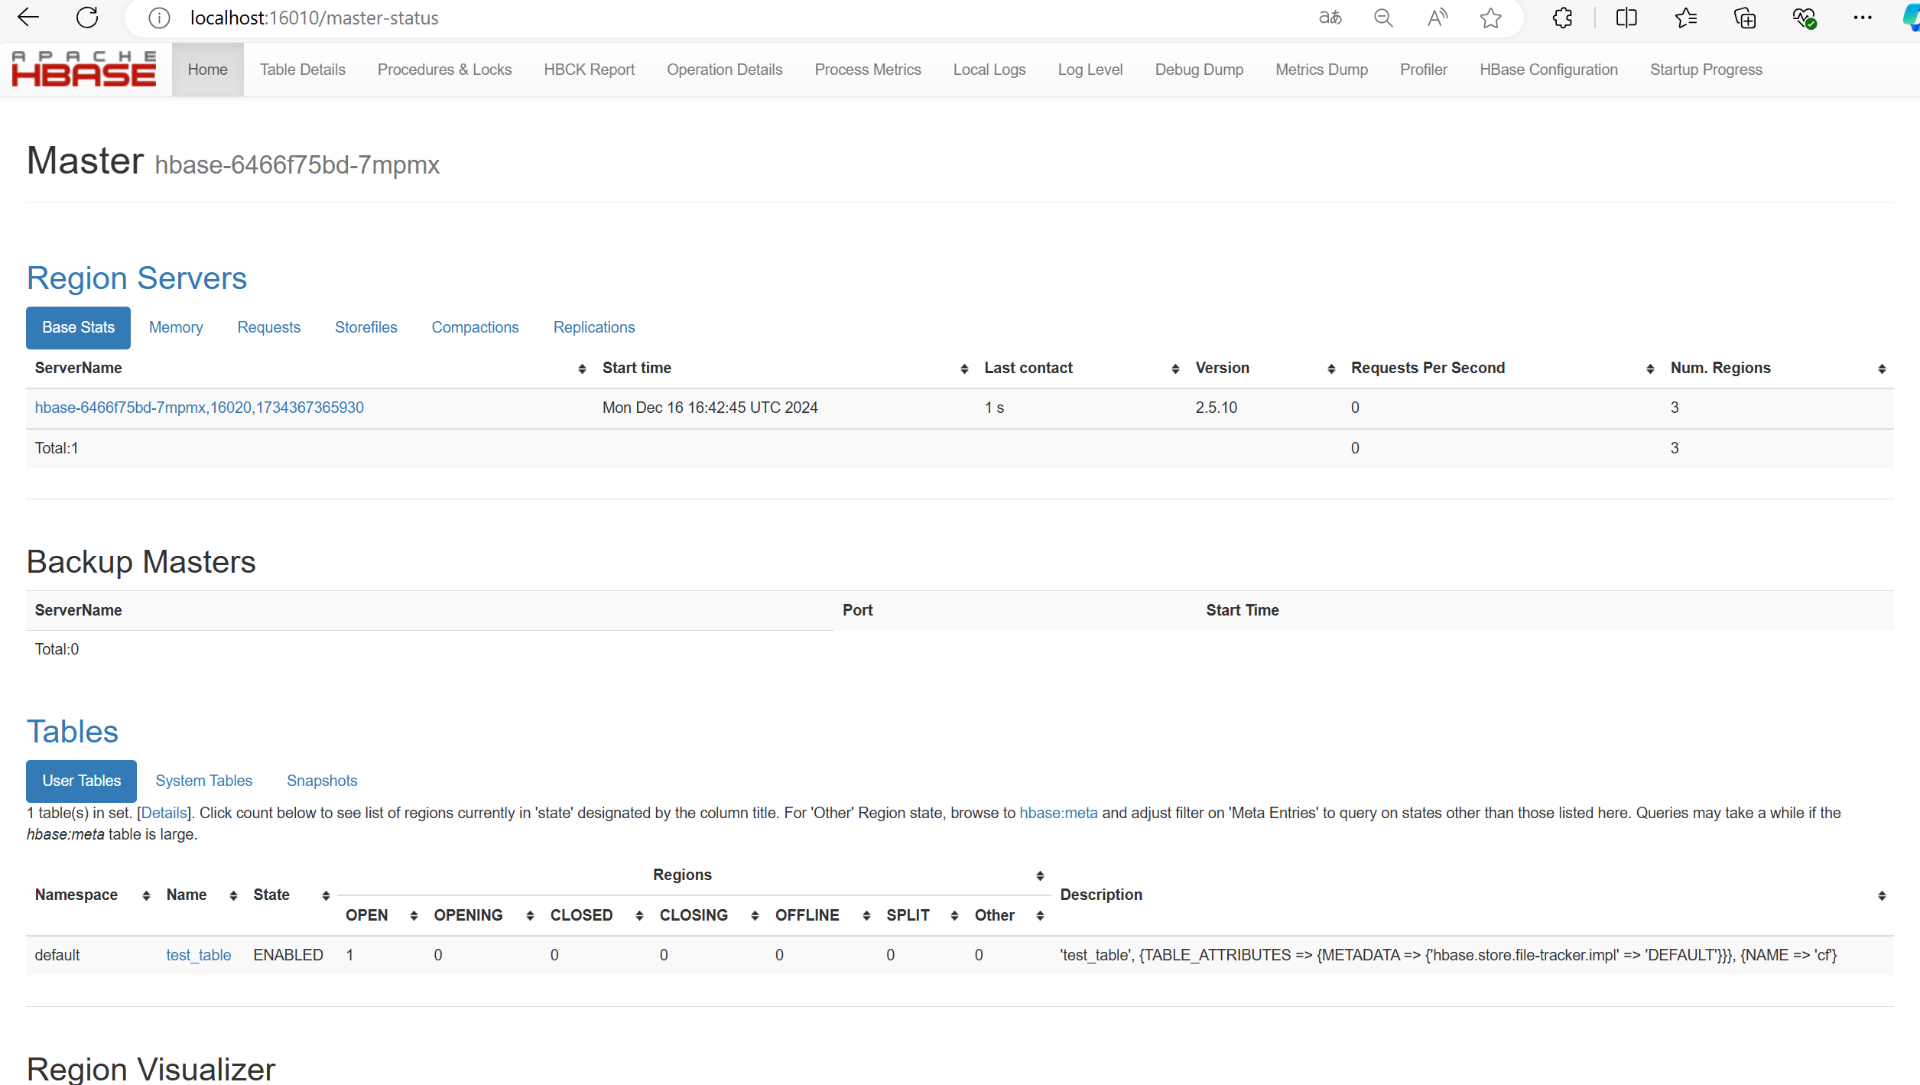 localhost:16010/master-status
APACHE
HBASE
Home Table Details Procedures & Locks HBCK Report Operation Details Process Metrics Local Logs Log Level Debug Dump Metrics Dump Profiler HBase Configuration Startup Progress
Master hbase-6466f75bd-7mpmx
Region Servers
Base Stats Memory Requests Storefiles Compactions Replications
ServerName Start time Last contact Version Requests Per Second Num. Regions
hbase-6466f75bd-7mpmx,16020,1734367365930 Mon Dec 16 16:42:45 UTC 2024 1 s 2.5.10 0 3
Total:1 0 3
Backup Masters
ServerName Port Start Time
Total:0
Tables
User Tables System Tables Snapshots
1 table(s) in set. [Details]. Click count below to see list of regions currently in 'state' designated by the column title. For 'Other' Region state, browse to hbase:meta and adjust filter on 'Meta Entries' to query on states other than those listed here. Queries may take a while if the
hbase:meta table is large.
Regions
Namespace Name State Description
OPEN OPENING CLOSED CLOSING OFFLINE SPLIT Other
default test_table ENABLED 1 0 0 0 0 0 0 'test_table', {TABLE_ATTRIBUTES => {METADATA => {'hbase.store.file-tracker.impl' => 'DEFAULT'}}}, {NAME => 'cf'}
Region Visualizer